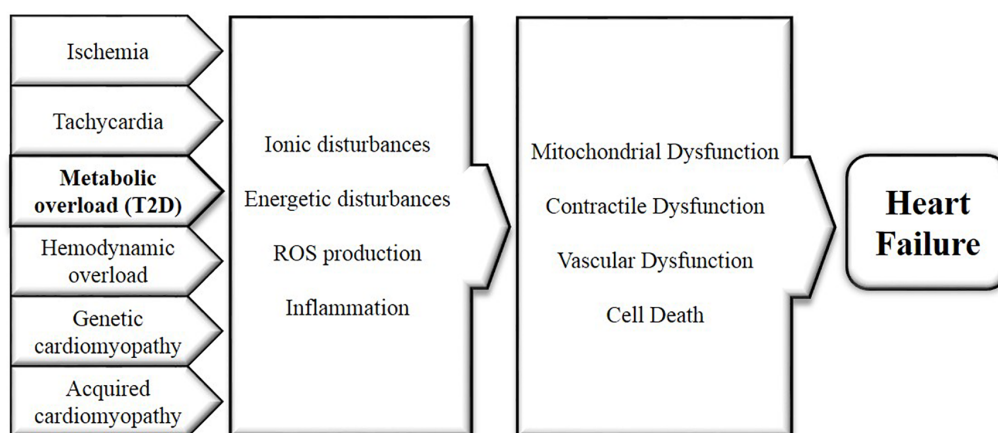 Ischemia
Tachycardia
Metabolic
overload (T2D)
Hemodynamic
overload
Genetic
cardiomyopathy
Acquired
cardiomyopathy
Ionic disturbances
Energetic disturbances
ROS production
Inflammation
Mitochondrial Dysfunction
Contractile Dysfunction
Vascular Dysfunction
Cell Death
Heart
Failure